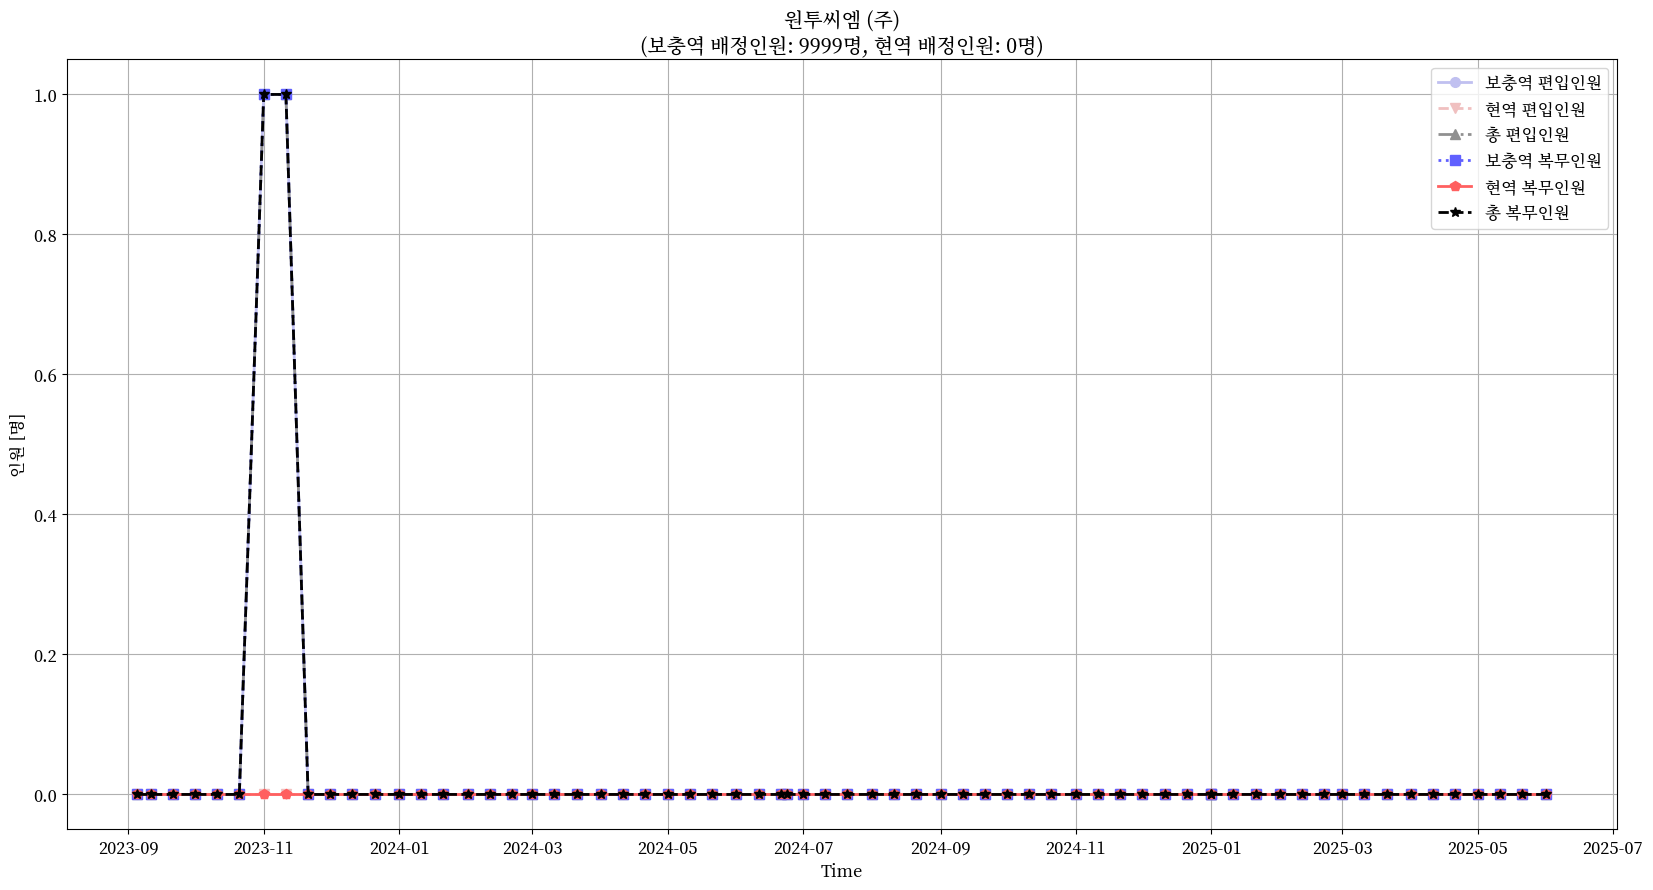 원투씨엠 (주)
(보충역 배정인원: 9999명, 현역 배정인원: 0명)
보충역 편입인원
현역 편입인원
총 편입인원
보충역 복무인원
현역 복무인원
총 복무인원
1.0
0.8
0.6
0.4
0.2
0.0
인원 [명]
2023-09 2023-11 2024-01 2024-03 2024-05 2024-07 2024-09 2024-11 2025-01 2025-03 2025-05 2025-07
Time